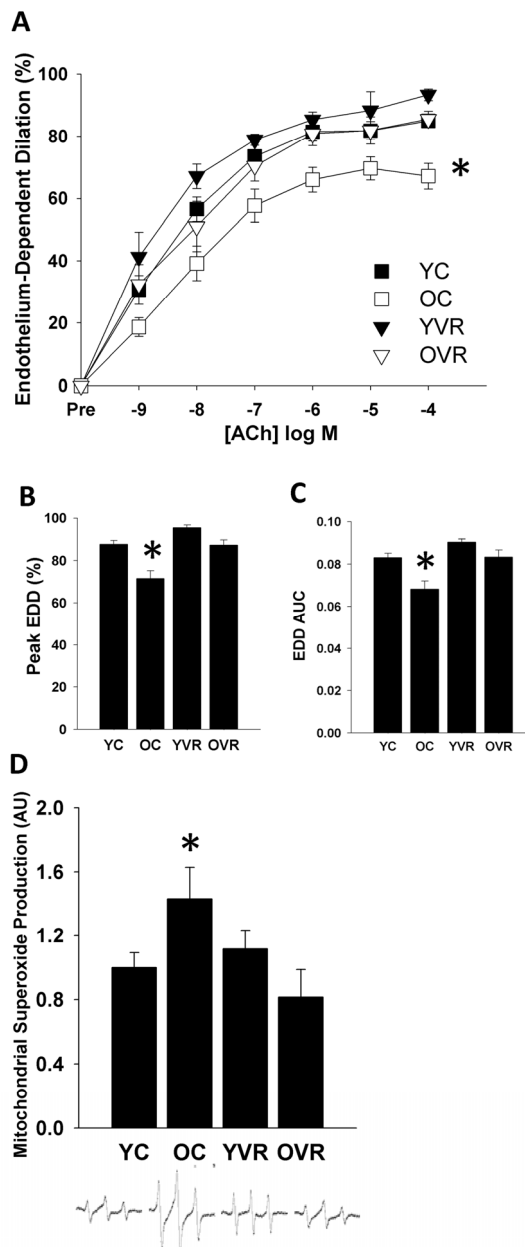 A
Endothelium-Dependent Dilation (%)
100
80
60
40
20
0
*
YC
OC
YVR
OVR
Pre -9 -8 -7 -6 -5 -4
[ACh] log M
B
Peak EDD (%)
100
80
60
40
20
0
*
YC OC YVR OVR
C
EDD AUC
0.10
0.08
0.06
0.04
0.02
0.00
*
YC OC YVR OVR
D
Mitochondrial Superoxide Production (AU)
2.0
1.6
1.2
0.8
0.4
0.0
*
YC OC YVR OVR